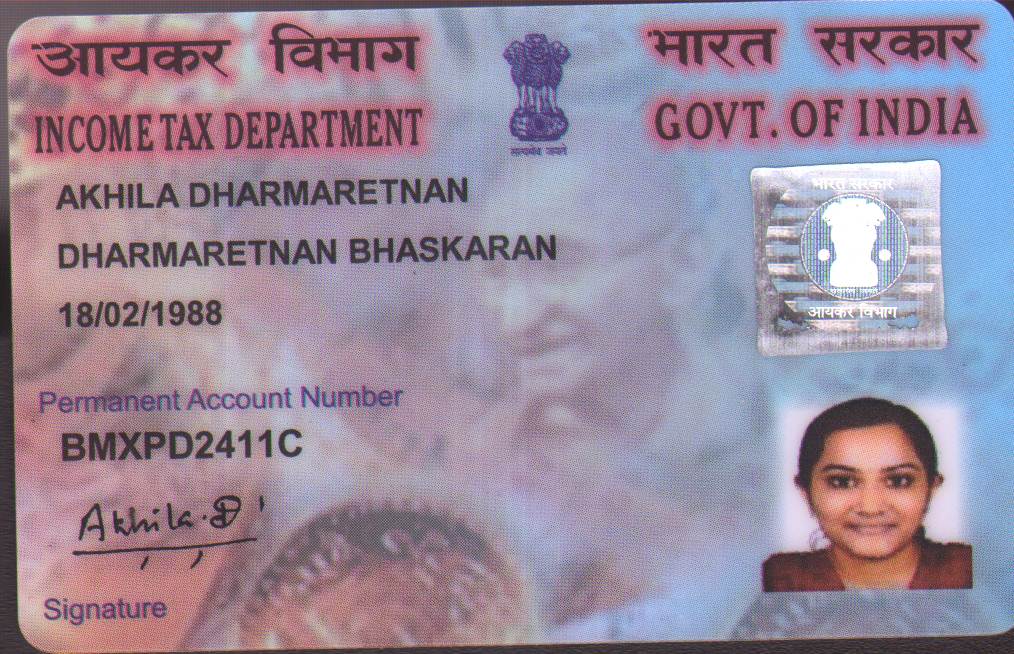 आयकर विभाग
भारत सरकार
INCOME TAX DEPARTMENT
GOVT. OF INDIA
सत्यमेव जयते
AKHILA DHARMARETNAN
DHARMARETNAN BHASKARAN
18/02/1988
भारत सरकार
आयकर विभाग
Permanent Account Number
BMXPD2411C
Akhila.D
Signature